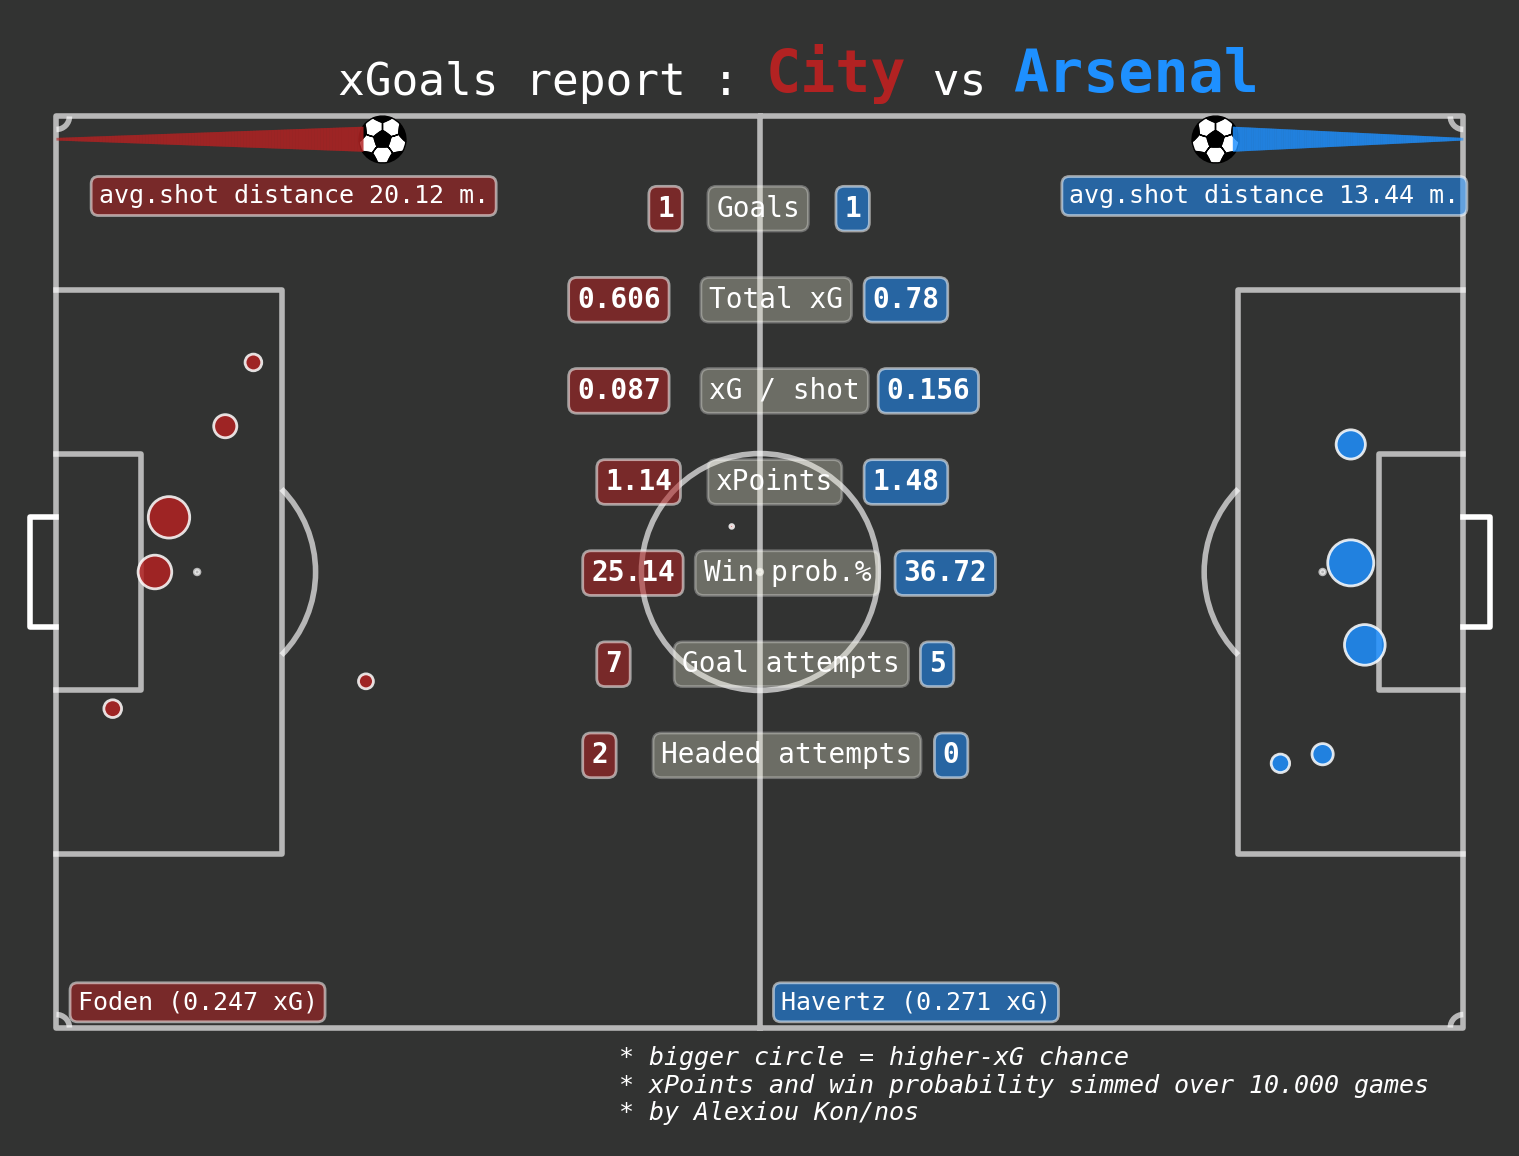 xGoals report : City vs Arsenal
avg.shot distance 20.12 m.
avg.shot distance 13.44 m.
1 Goals 1
0.606 Total xG 0.78
0.087 xG / shot 0.156
1.14 xPoints 1.48
25.14 Win prob.% 36.72
7 Goal attempts 5
2 Headed attempts 0
Foden (0.247 xG)
Havertz (0.271 xG)
* bigger circle = higher-xG chance
* xPoints and win probability simmed over 10.000 games
* by Alexiou Kon/nos